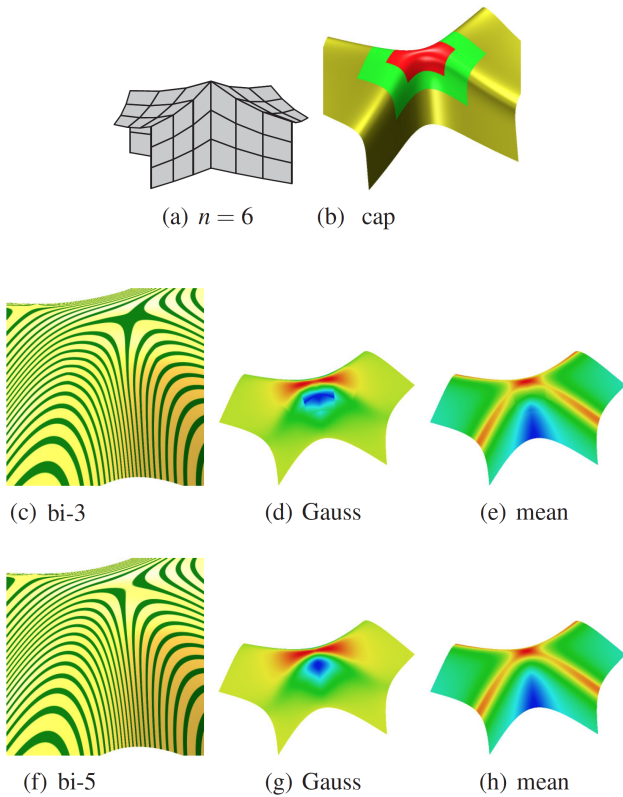 (a) n = 6
(b) cap
(c) bi-3
(d) Gauss
(e) mean
(f) bi-5
(g) Gauss
(h) mean